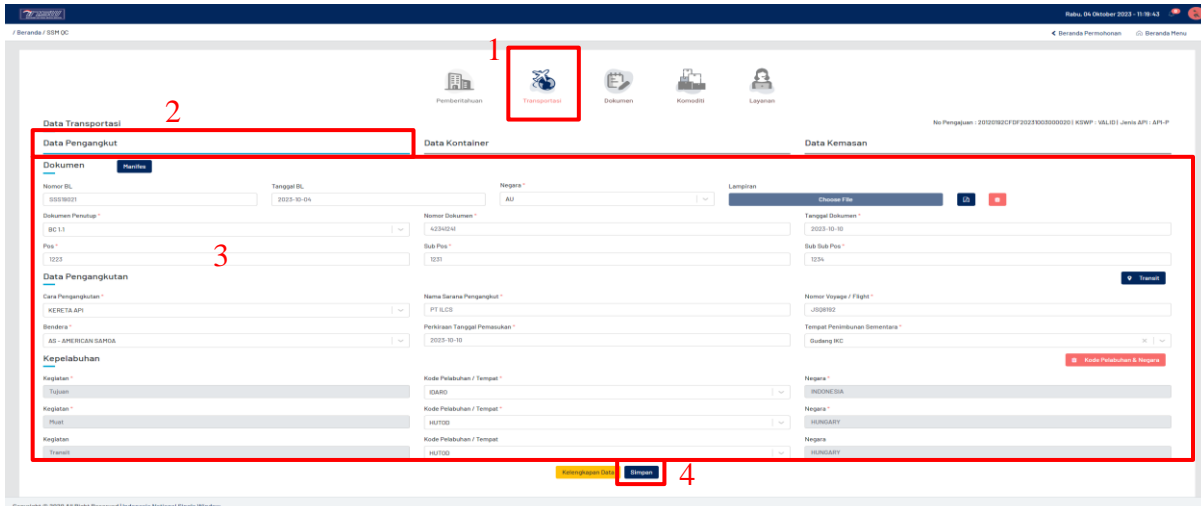 Rabu, 04 Oktober 2023 - 11:19:43
/ Beranda / SSM QC
Beranda Permohonan Beranda Menu
1
Pemberitahuan Transportasi Dokumen Komoditi Layanan
2
Data Transportasi
No Pengajuan : 20120192CFDF20231003000020 | KSWP : VALID | Jenis API : API-P
Data Pengangkut Data Kontainer Data Kemasan
Dokumen Manifes
Nomor BL Tanggal BL Negara * Lampiran
SSS18021 2023-10-04 AU Choose File
Dokumen Penutup * Nomor Dokumen * Tanggal Dokumen *
BC 1.1 42341241 2023-10-10
Pos * Sub Pos * Sub Sub Pos *
1223 1231 1234
3
Data Pengangkutan Transit
Cara Pengangkutan * Nama Sarana Pengangkut * Nomor Voyage / Flight *
KERETA API PT ILCS JSQ8192
Bendera * Perkiraan Tanggal Pemasukan * Tempat Penimbunan Sementara *
AS - AMERICAN SAMOA 2023-10-10 Gudang IKC
Kepelabuhan Kode Pelabuhan & Negara
Kegiatan * Kode Pelabuhan / Tempat * Negara *
Tujuan IDARD INDONESIA
Kegiatan * Kode Pelabuhan / Tempat * Negara *
Muat HUTOD HUNGARY
Kegiatan Kode Pelabuhan / Tempat Negara
Transit HUTOD HUNGARY
Kelengkapan Data Simpan 4